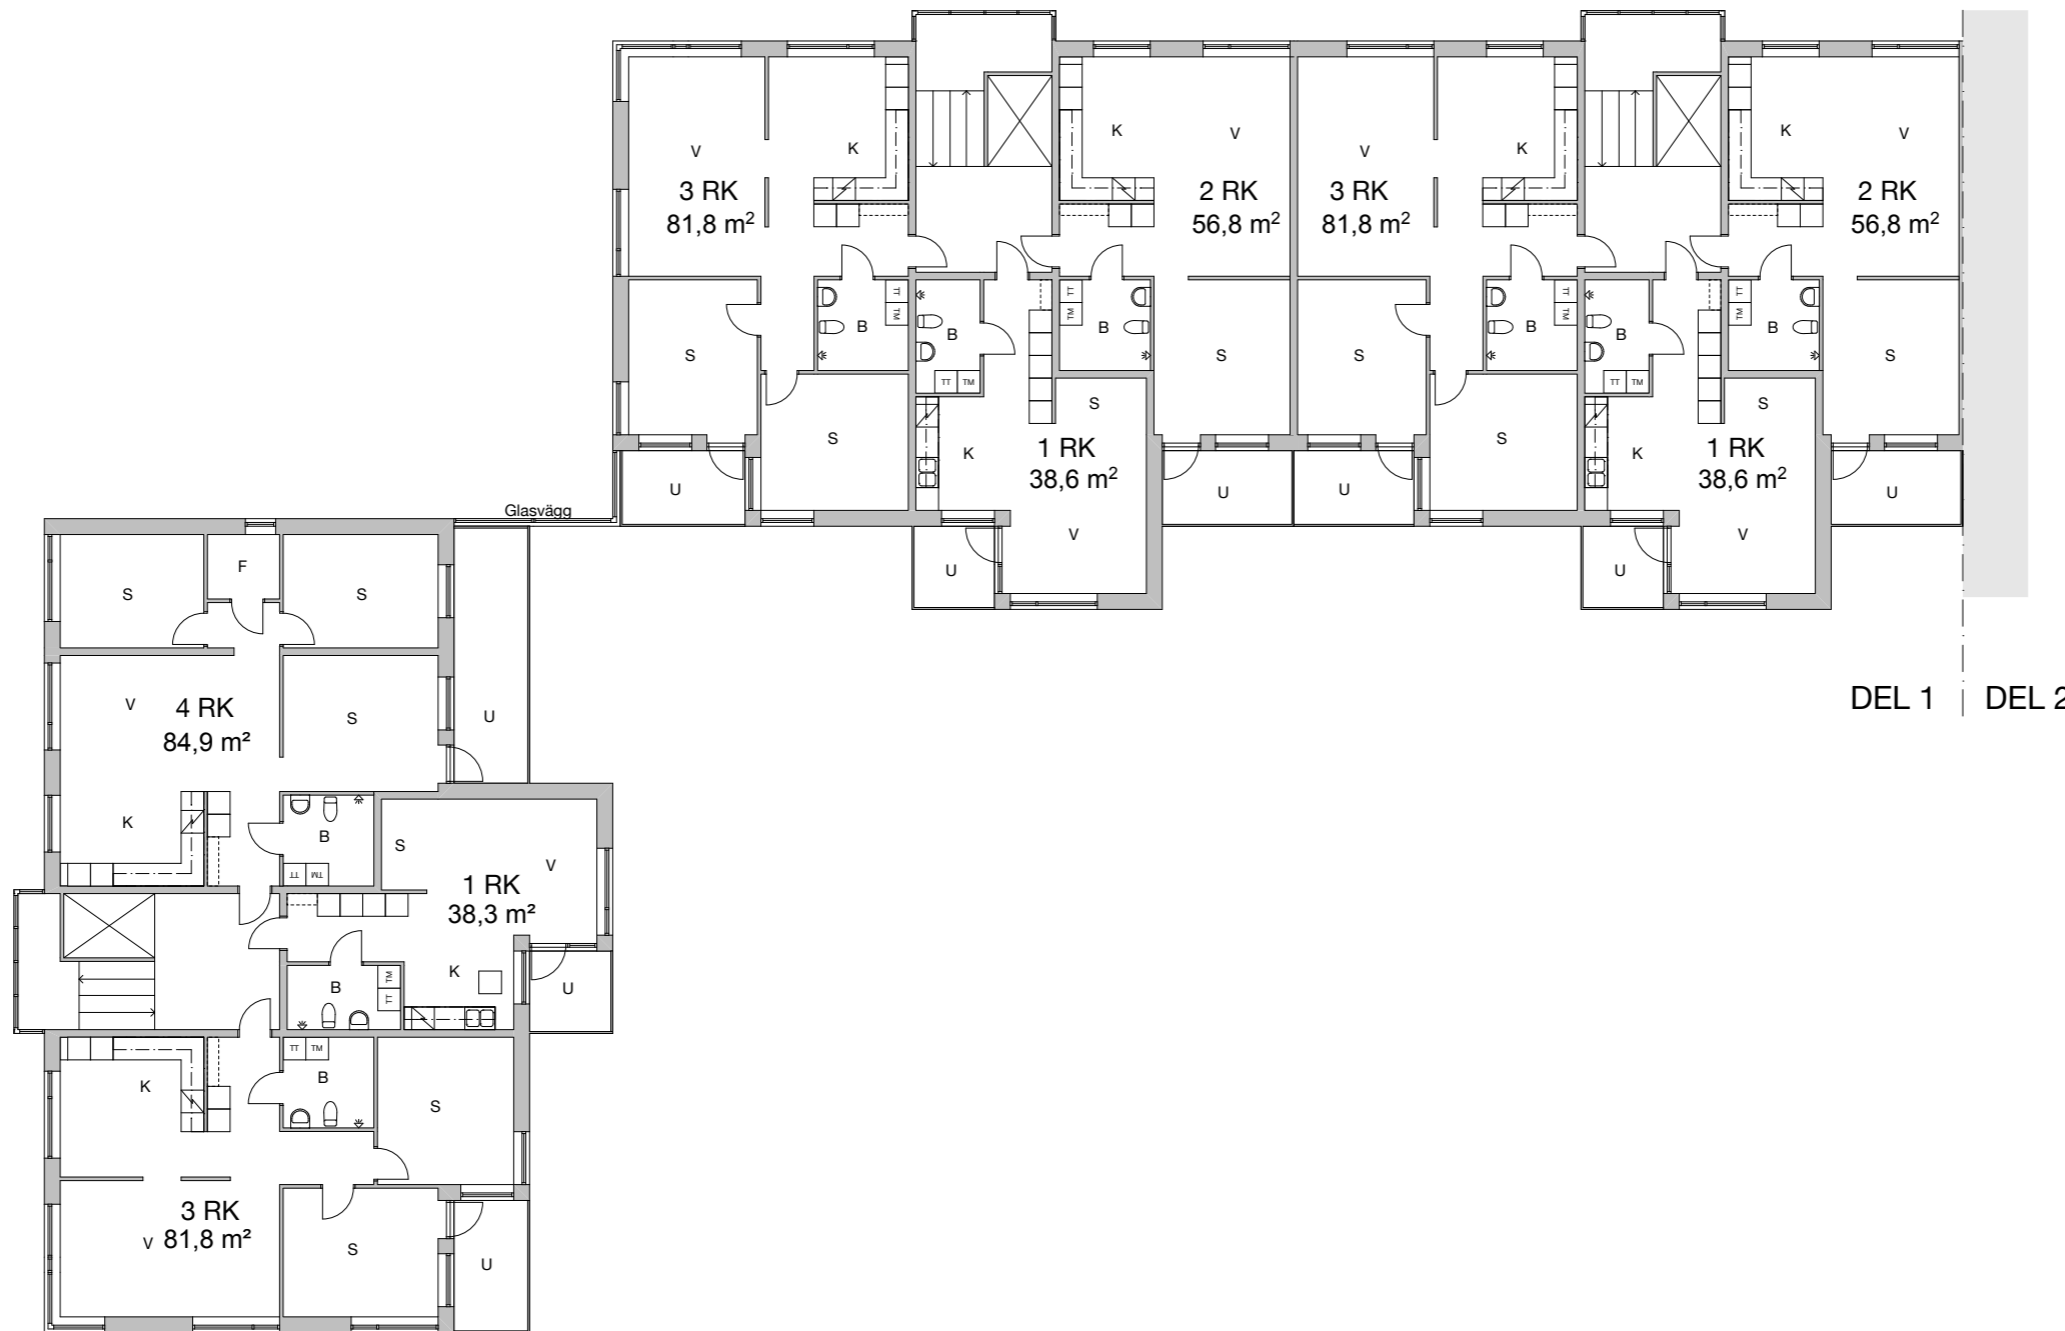 V
K
K
V
V
K
K
V
3 RK
81,8 m²
2 RK
56,8 m²
3 RK
81,8 m²
2 RK
56,8 m²
B
TT
TM
B
TT
TM
TT
TM
B
B
TT
TM
B
TT
TM
TT
TM
B
S
S
S
S
S
S
S
S
K
1 RK
38,6 m²
K
1 RK
38,6 m²
U
U
U
U
Glasvägg
V
V
U
U
S
F
S
V
4 RK
84,9 m²
S
U
DEL 1
DEL 2
K
B
TT
TM
S
V
1 RK
38,3 m²
K
B
TM
TT
U
TT
TM
K
B
S
3 RK
V 81,8 m²
S
U